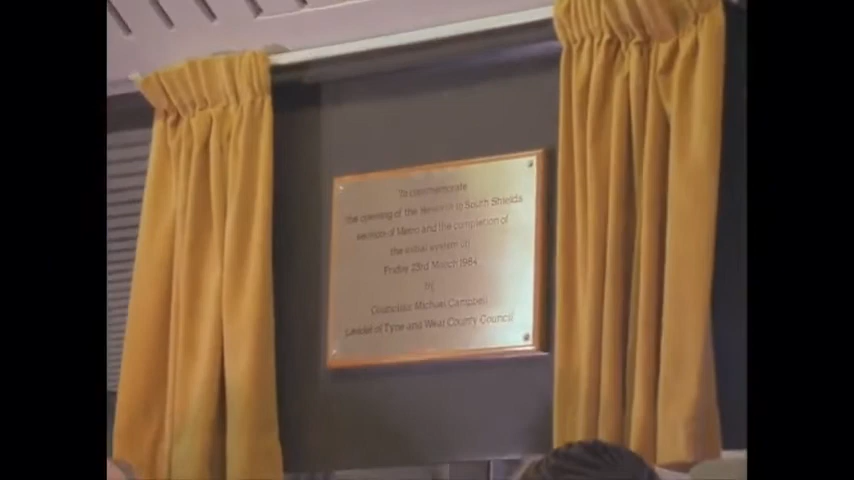 To commemorate
the opening of the Heworth to South Shields
section of Metro and the completion of
the initial system on
Friday 23rd March 1984
by
Councillor Michael Campbell
Leader of Tyne and Wear County Council